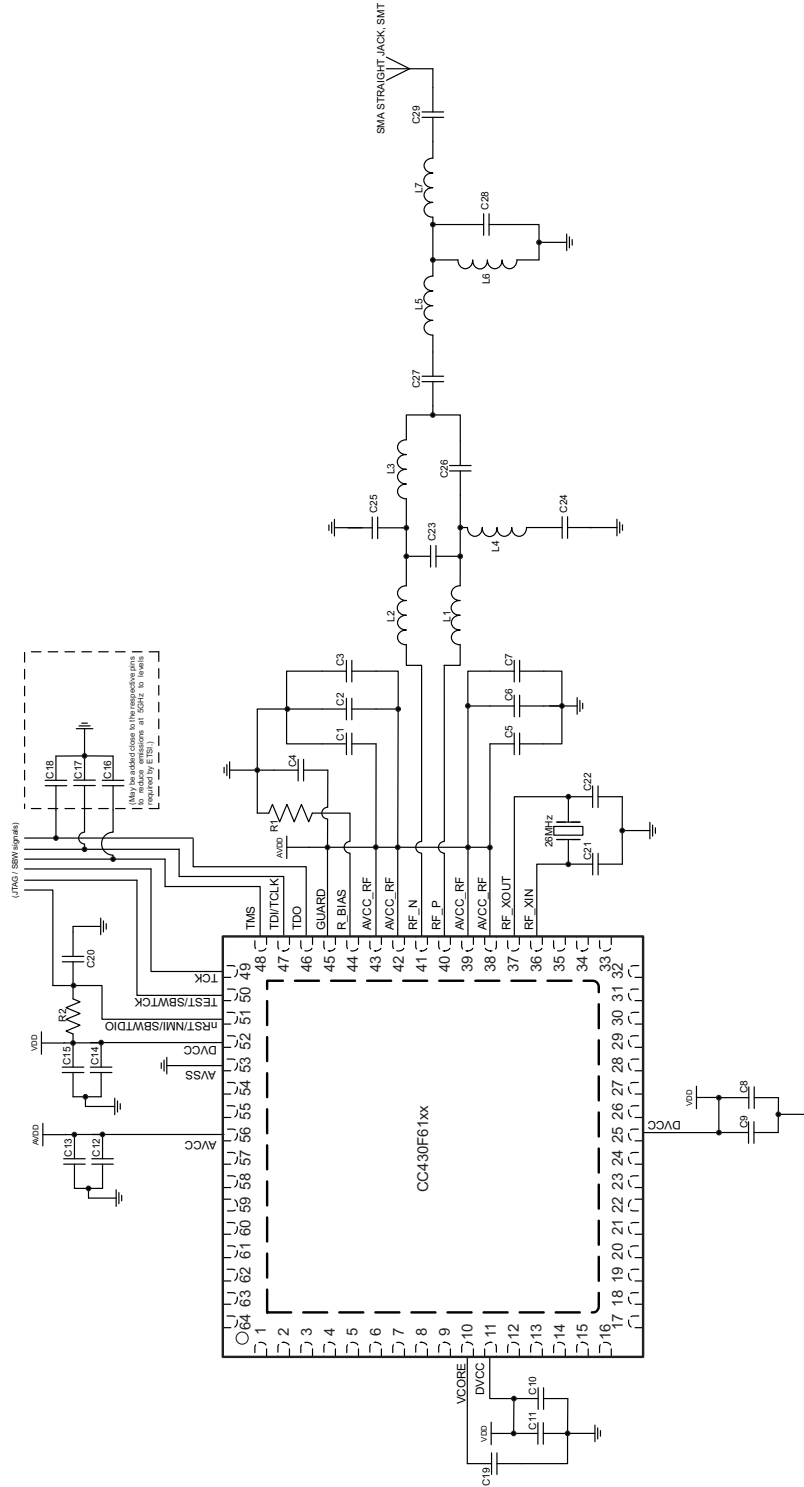 SMA STRAIGHT JACK, SMT
C29
L7
C28
L6
L5
C27
L3
C26
C25
C23
L4
C24
L2
L1
C18
C17
C16
(May be added close to the respective pins
to reduce emissions at 5GHz to levels
required by ETSI.)
(JTAG / SBW signals)
C3
C2
C1
C4
R1
AVDD
C7
C6
C5
26MHz
C22
C21
TMS
TDI/TCLK
TDO
GUARD
R_BIAS
AVCC_RF
AVCC_RF
RF_N
RF_P
AVCC_RF
AVCC_RF
RF_XOUT
RF_XIN
48
47
46
45
44
43
42
41
40
39
38
37
36
35
34
33
C20
R2
VDD
C15
C14
AVDD
C13
C12
TCK
TEST/SBWTCK
nRST/NMI/SBWTDIO
DVCC
AVSS
AVCC
49
50
51
52
53
54
55
56
57
58
59
60
61
62
63
64
CC430F61xx
32
31
30
29
28
27
26
25
24
23
22
21
20
19
18
17
DVCC
VDD
C8
C9
1
2
3
4
5
6
7
8
9
10
11
12
13
14
15
16
VCORE
DVCC
VDD
C10
C11
C19